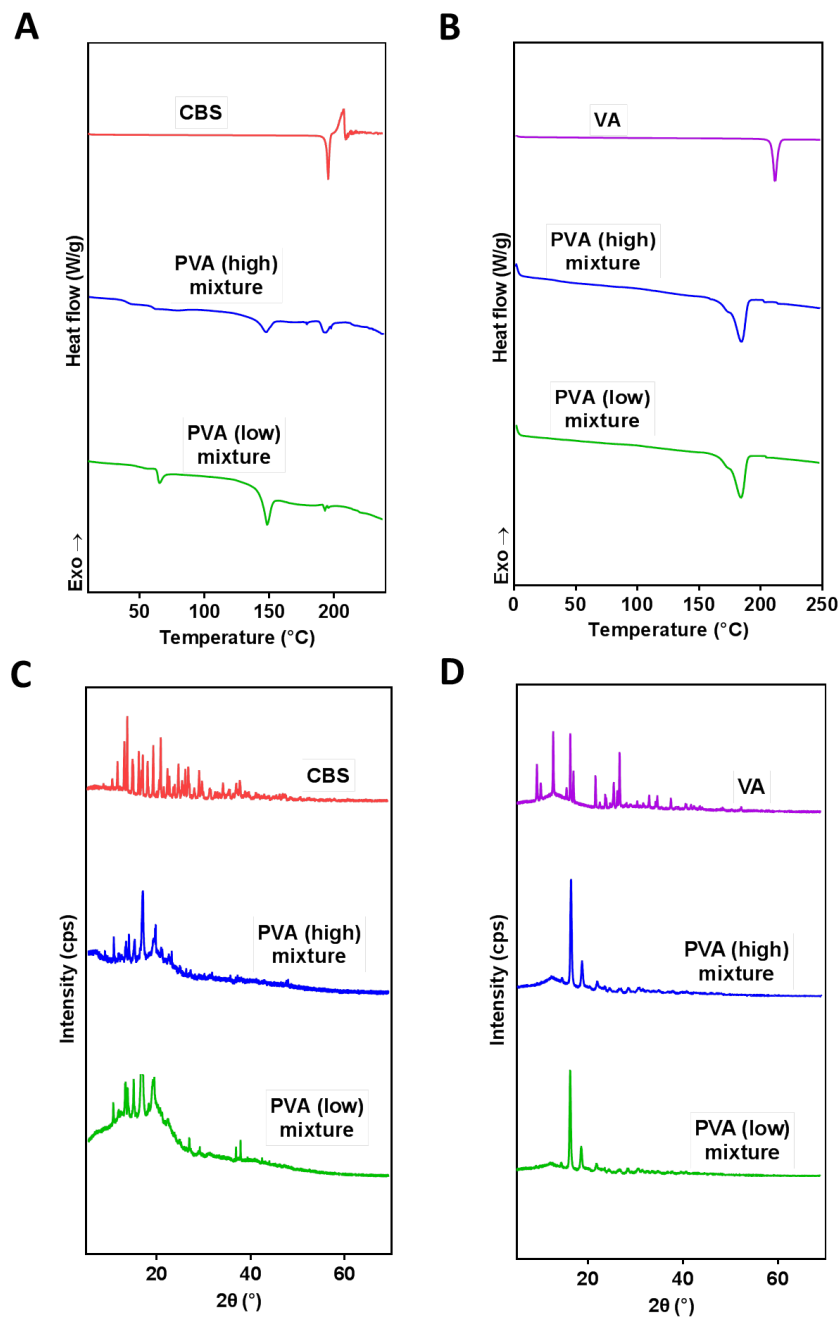 A
B
CBS
VA
PVA (high)
mixture
PVA (high)
mixture
PVA (low)
mixture
PVA (low)
mixture
Heat flow (W/g)
Exo →
Heat flow (W/g)
Exo →
50
100
150
200
Temperature (°C)
0
50
100
150
200
250
Temperature (°C)
C
D
CBS
VA
PVA (high)
mixture
PVA (high)
mixture
PVA (low)
mixture
PVA (low)
mixture
Intensity (cps)
Intensity (cps)
20
40
60
2θ (°)
20
40
60
2θ (°)